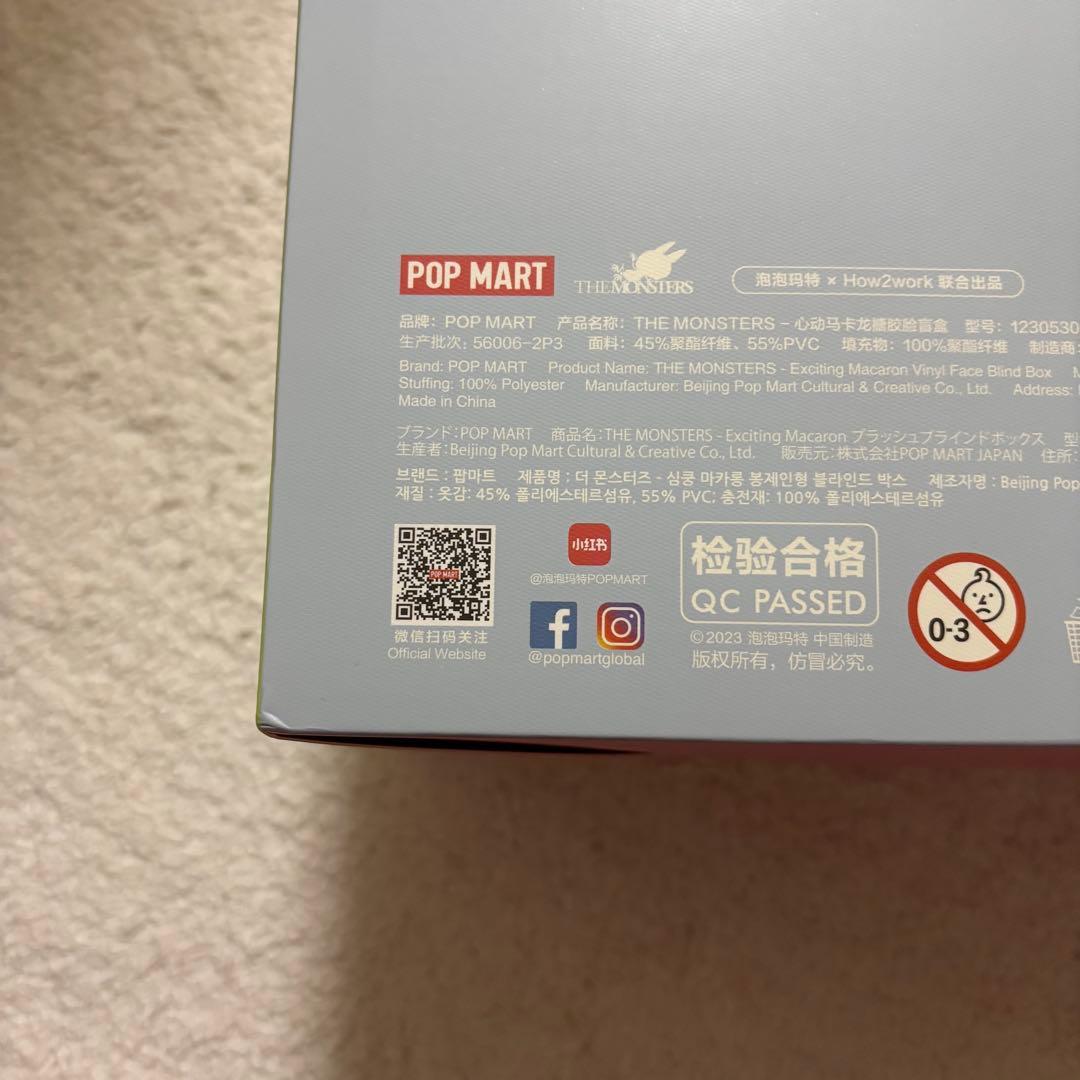 POP MART
THE MONSTERS
泡泡玛特 × How2work 联合出品
品牌: POP MART 产品名称: THE MONSTERS - 心动马卡龙搪胶脸盲盒 型号: 1230530
生产批次: 56006-2P3 面料: 45%聚酯纤维、55%PVC 填充物: 100%聚酯纤维 制造商:
Brand: POP MART Product Name: THE MONSTERS - Exciting Macaron Vinyl Face Blind Box M
Stuffing: 100% Polyester Manufacturer: Beijing Pop Mart Cultural & Creative Co., Ltd. Address:
Made in China
ブランド:POP MART 商品名:THE MONSTERS - Exciting Macaron プラッシュブラインドボックス 型
生産者:Beijing Pop Mart Cultural & Creative Co., Ltd. 販売元:株式会社POP MART JAPAN 住所:
브랜드 : 팝마트 제품명 : 더 몬스터즈 - 심쿵 마카롱 봉제인형 블라인드 박스 제조자명 : Beijing Pop
재질 : 옷감: 45% 폴리에스테르섬유, 55% PVC; 충전재: 100% 폴리에스테르섬유
POP MART
微信扫码关注
Official Website
小红书
@泡泡玛特POPMART
@popmartglobal
检验合格
QC PASSED
©2023 泡泡玛特 中国制造
版权所有，仿冒必究。
0-3